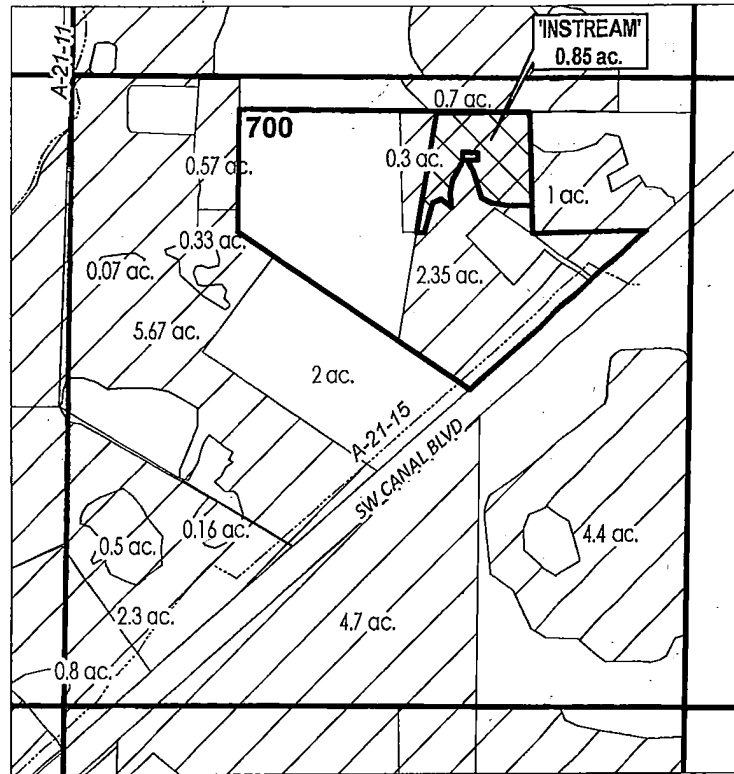 A-21-11
'INSTREAM'
0.85 ac.
0.7 ac.
700
0.3 ac.
0.57 ac.
1 ac.
0.33 ac.
0.07 ac.
2.35 ac.
5.67 ac.
2 ac.
A-21-15
SW CANAL BLVD
0.16 ac.
0.5 ac.
4.4 ac.
2.3 ac.
4.7 ac.
0.8 ac.